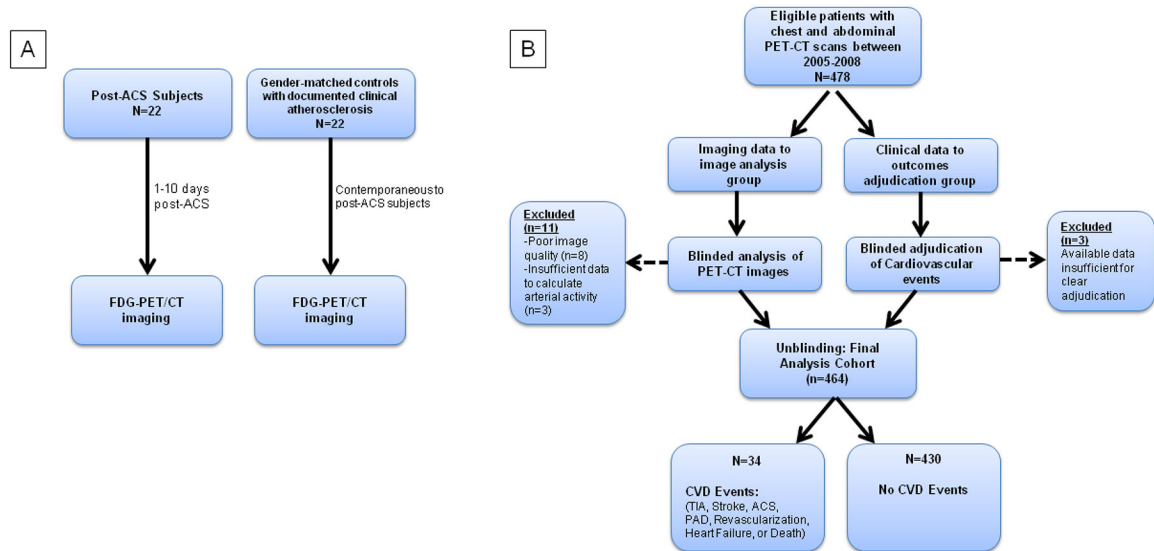 A
Post-ACS Subjects
N=22
Gender-matched controls
with documented clinical
atherosclerosis
N=22
1-10 days
post-ACS
Contemporaneous to
post-ACS subjects
FDG-PET/CT
imaging
FDG-PET/CT
imaging
B
Eligible patients with
chest and abdominal
PET-CT scans between
2005-2008
N=478
Imaging data to
image analysis
group
Clinical data to
outcomes
adjudication group
Excluded
(n=11)
-Poor image
quality (n=8)
-Insufficient data
to calculate
arterial activity
(n=3)
Blinded analysis of
PET-CT images
Blinded adjudication
of Cardiovascular
events
Excluded
(n=3)
Available data
insufficient for
clear
adjudication
Unblinding: Final
Analysis Cohort
(n=464)
N=34
CVD Events:
(TIA, Stroke, ACS,
PAD, Revascularization,
Heart Failure, or Death)
N=430
No CVD Events